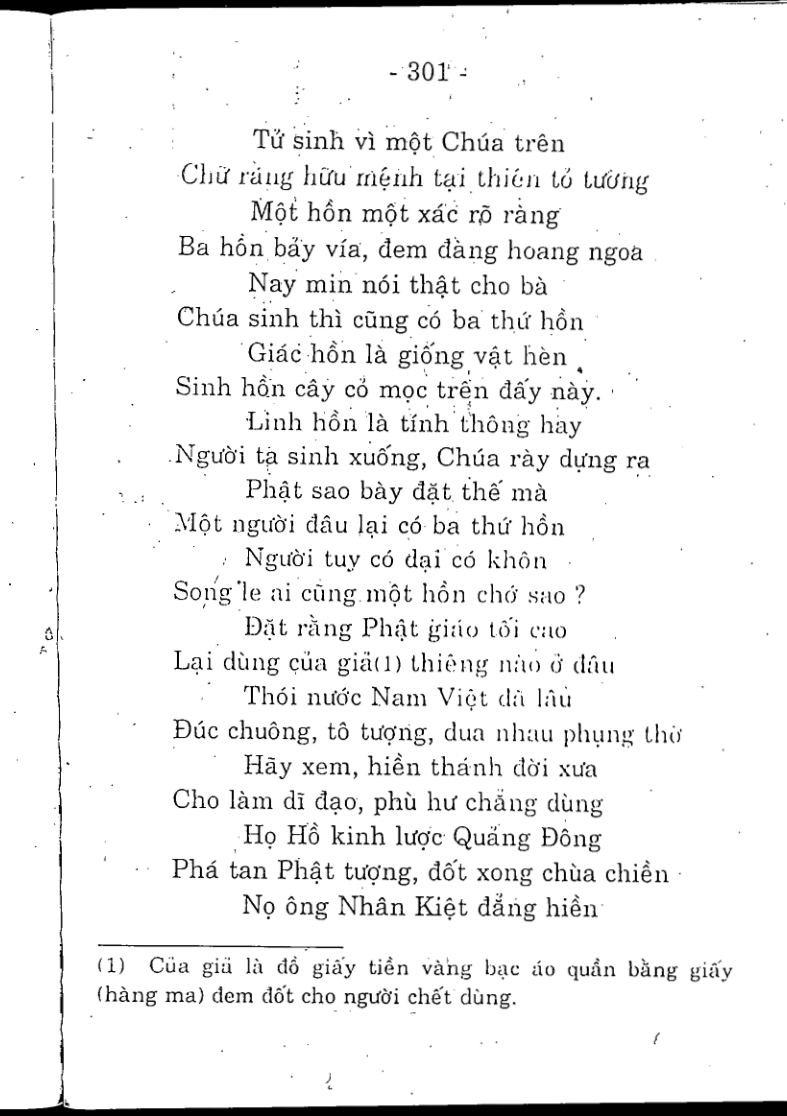 - 301 -
Tử sinh vì một Chúa trên
Chữ rằng hữu mệnh tại thiên tỏ tường
Một hồn một xác rõ ràng
Ba hồn bảy vía, đem đàng hoang ngoa
Nay min nói thật cho bà
Chúa sinh thì cũng có ba thứ hồn
Giác hồn là giống vật hèn
Sinh hồn cây cỏ mọc trện đấy này.
Linh hồn là tính thông hay
Người ta sinh xuống, Chúa rày dựng ra
Phật sao bày đặt thế mà
Một người đâu lại có ba thứ hồn
Người tuy có dại có khôn
Song le ai cũng một hồn chớ sao ?
Đặt rằng Phật giáo tối cao
Lại dùng của giả(1) thiêng nào ở đâu
Thói nước Nam Việt đã lâu
Đúc chuông, tô tượng, dua nhau phụng thờ
Hãy xem, hiền thánh đời xưa
Cho làm dĩ đạo, phù hư chẳng dùng
Họ Hồ kinh lược Quảng Đông
Phá tan Phật tượng, đốt xong chùa chiền
Nọ ông Nhân Kiệt đẳng hiền
(1) Của giả là đồ giấy tiền vàng bạc áo quần bằng giấy
(hàng ma) đem đốt cho người chết dùng.